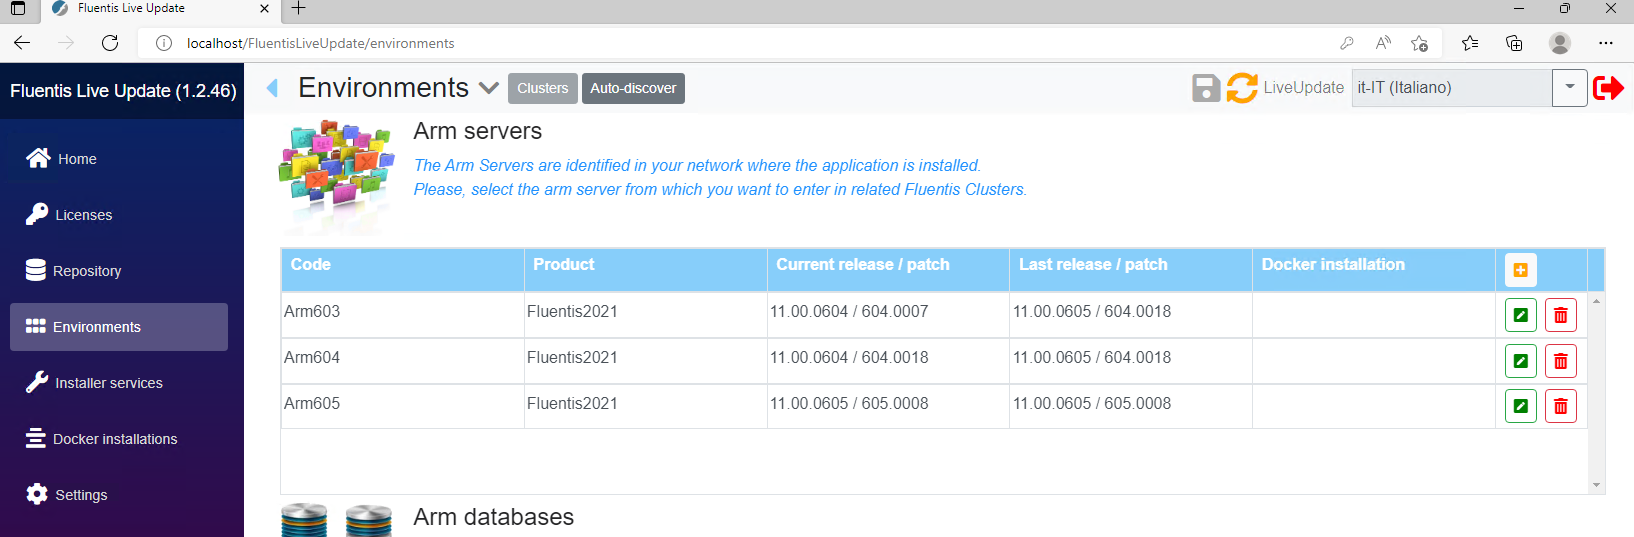 Fluentis Live Update
localhost/FluentisLiveUpdate/environments
Fluentis Live Update (1.2.46)
Environments
Clusters
Auto-discover
LiveUpdate
it-IT (Italiano)
Home
Licenses
Repository
Environments
Installer services
Docker installations
Settings
Arm servers
The Arm Servers are identified in your network where the application is installed.
Please, select the arm server from which you want to enter in related Fluentis Clusters.
Code Product Current release / patch Last release / patch Docker installation
Arm603 Fluentis2021 11.00.0604 / 604.0007 11.00.0605 / 604.0018
Arm604 Fluentis2021 11.00.0604 / 604.0018 11.00.0605 / 604.0018
Arm605 Fluentis2021 11.00.0605 / 605.0008 11.00.0605 / 605.0008
Arm databases